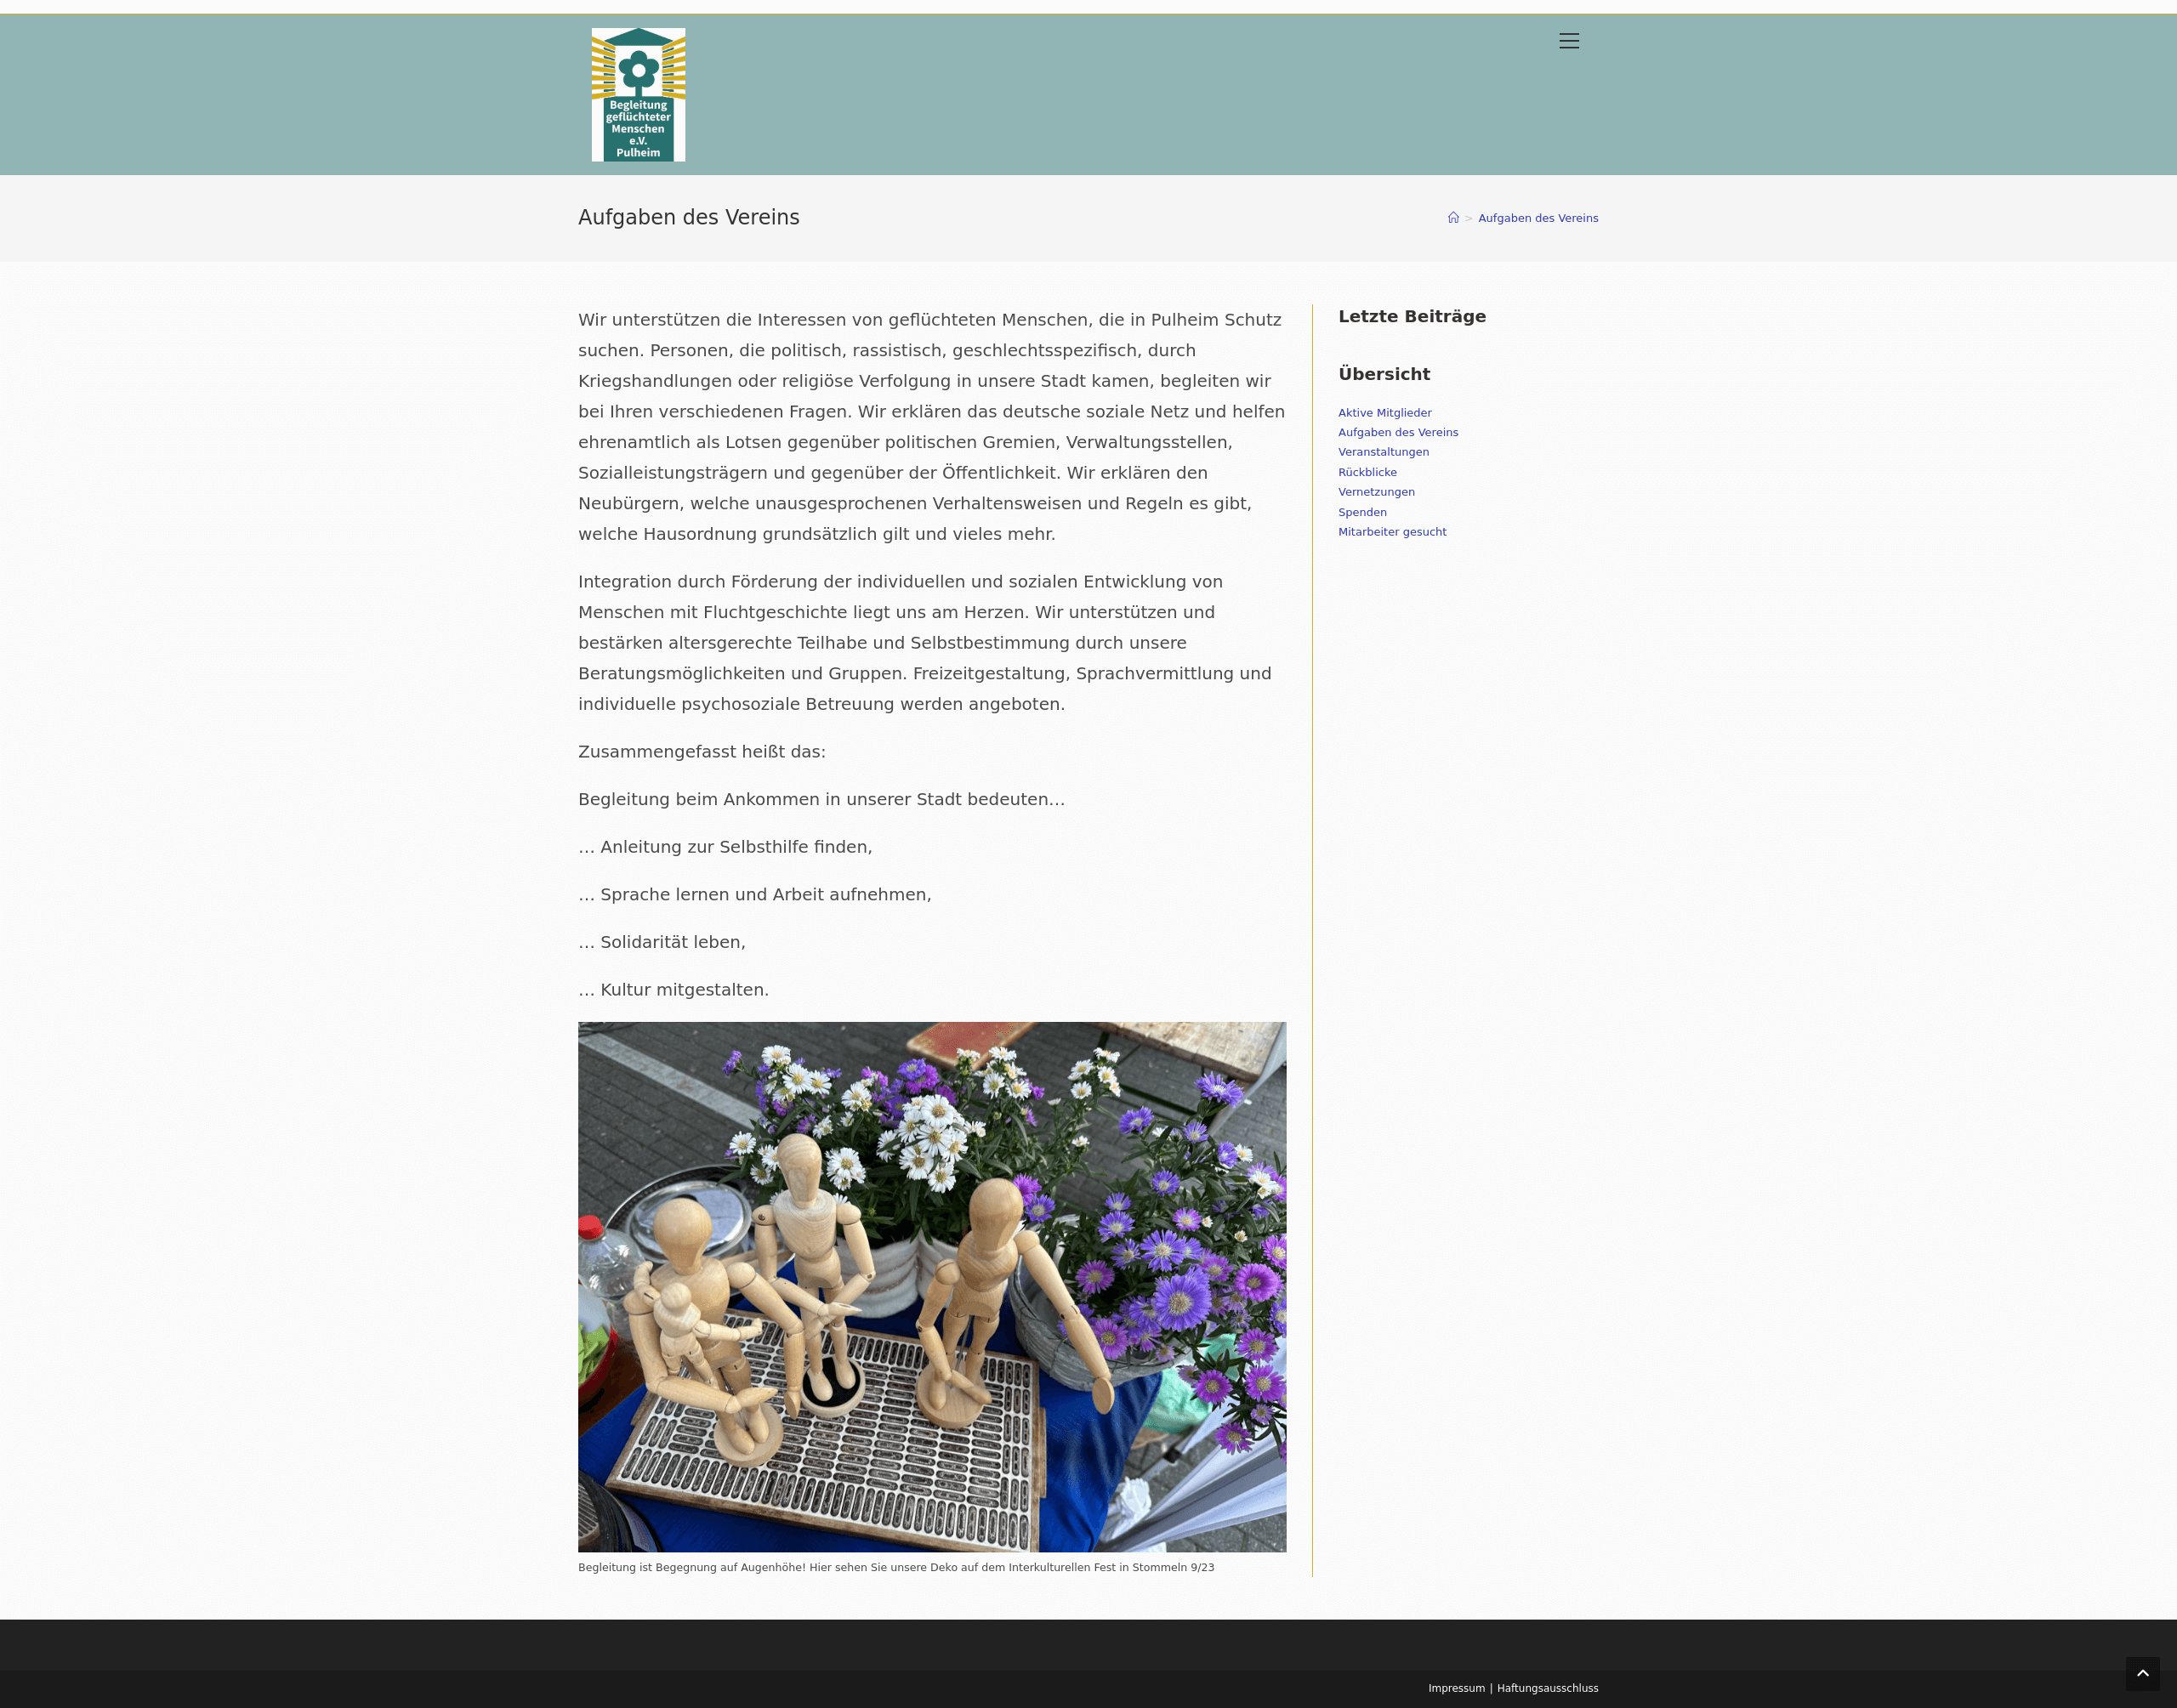 Begleitung
geflüchteter
Menschen
e.V.
Pulheim
Aufgaben des Vereins
> Aufgaben des Vereins
Wir unterstützen die Interessen von geflüchteten Menschen, die in Pulheim Schutz
suchen. Personen, die politisch, rassistisch, geschlechtsspezifisch, durch
Kriegshandlungen oder religiöse Verfolgung in unsere Stadt kamen, begleiten wir
bei Ihren verschiedenen Fragen. Wir erklären das deutsche soziale Netz und helfen
ehrenamtlich als Lotsen gegenüber politischen Gremien, Verwaltungsstellen,
Sozialleistungsträgern und gegenüber der Öffentlichkeit. Wir erklären den
Neubürgern, welche unausgesprochenen Verhaltensweisen und Regeln es gibt,
welche Hausordnung grundsätzlich gilt und vieles mehr.
Integration durch Förderung der individuellen und sozialen Entwicklung von
Menschen mit Fluchtgeschichte liegt uns am Herzen. Wir unterstützen und
bestärken altersgerechte Teilhabe und Selbstbestimmung durch unsere
Beratungsmöglichkeiten und Gruppen. Freizeitgestaltung, Sprachvermittlung und
individuelle psychosoziale Betreuung werden angeboten.
Zusammengefasst heißt das:
Begleitung beim Ankommen in unserer Stadt bedeuten…
… Anleitung zur Selbsthilfe finden,
… Sprache lernen und Arbeit aufnehmen,
… Solidarität leben,
… Kultur mitgestalten.
Begleitung ist Begegnung auf Augenhöhe! Hier sehen Sie unsere Deko auf dem Interkulturellen Fest in Stommeln 9/23
Letzte Beiträge
Übersicht
Aktive Mitglieder
Aufgaben des Vereins
Veranstaltungen
Rückblicke
Vernetzungen
Spenden
Mitarbeiter gesucht
Impressum | Haftungsausschluss